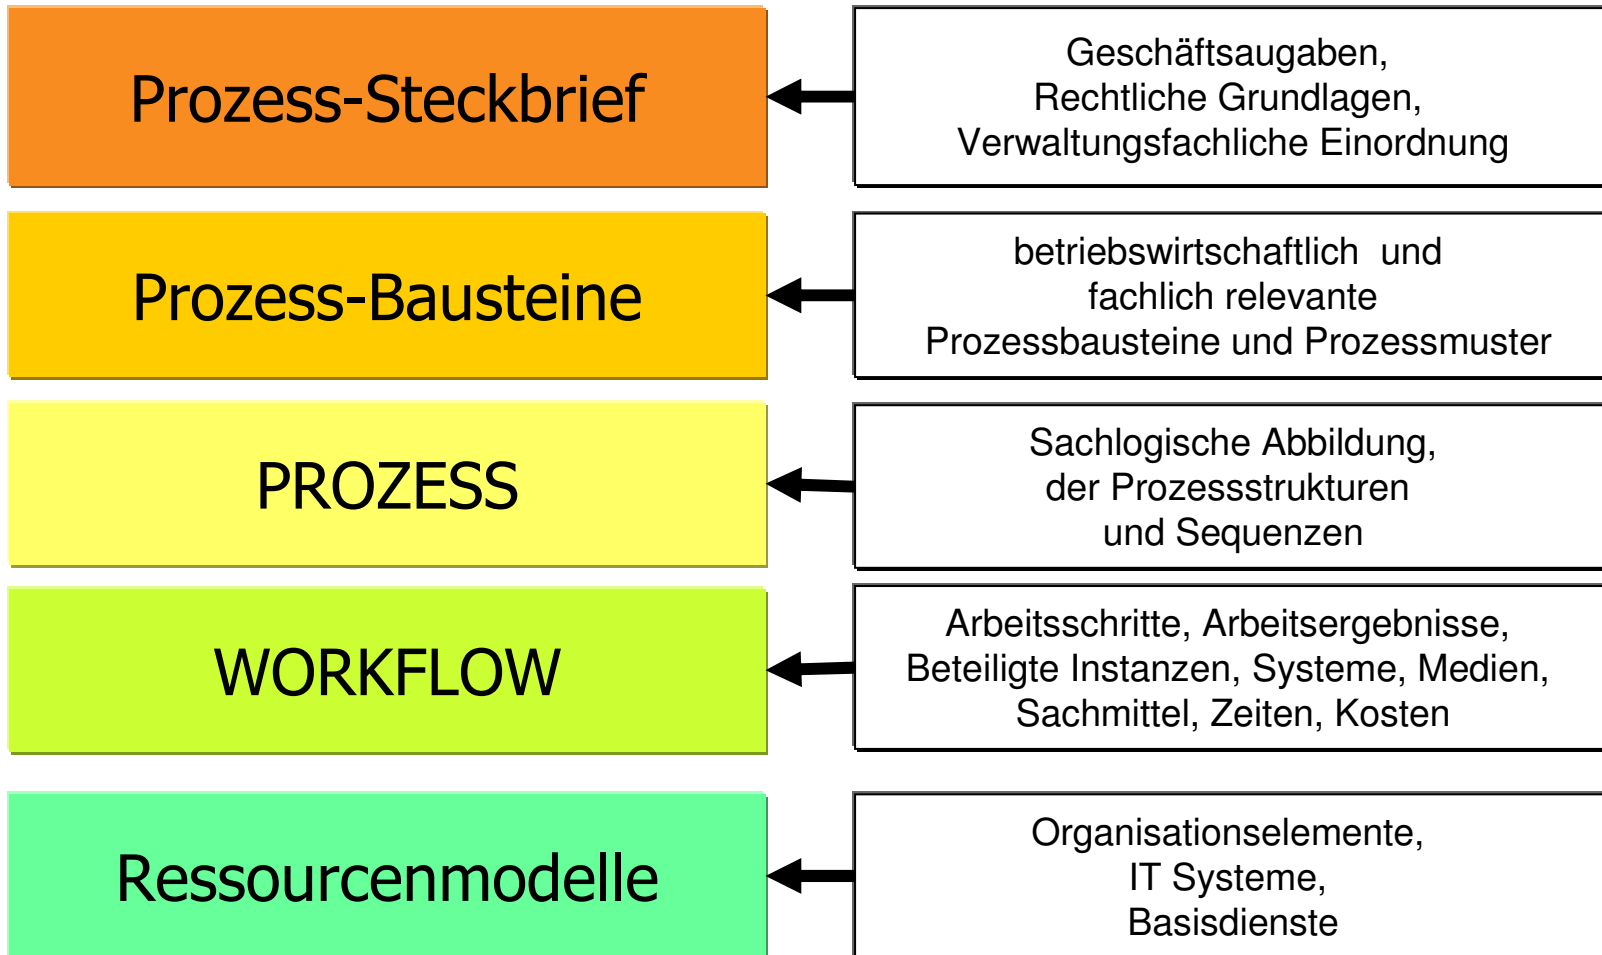 Prozess-Steckbrief
Geschäftsaugaben,
Rechtliche Grundlagen,
Verwaltungsfachliche Einordnung
Prozess-Bausteine
betriebswirtschaftlich und
fachlich relevante
Prozessbausteine und Prozessmuster
PROZESS
Sachlogische Abbildung,
der Prozessstrukturen
und Sequenzen
WORKFLOW
Arbeitsschritte, Arbeitsergebnisse,
Beteiligte Instanzen, Systeme, Medien,
Sachmittel, Zeiten, Kosten
Ressourcenmodelle
Organisationselemente,
IT Systeme,
Basisdienste